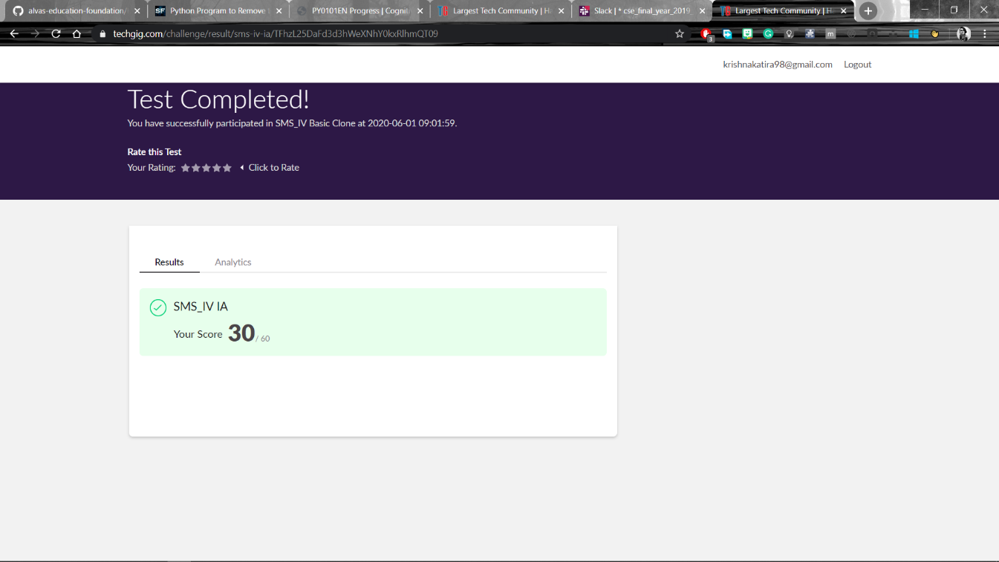 alvas-education-foundation/
Python Program to Remove
PY0101EN Progress | Cognit
Largest Tech Community | Ha
Slack | * cse_final_year_2019
Largest Tech Community | H
techgig.com/challenge/result/sms-iv-ia/
3
krishnakatira98@gmail.com Logout
Test Completed!
You have successfully participated in SMS_IV Basic Clone at 2020-06-01 09:01:59.
Rate this Test
Your Rating: Click to Rate
Results Analytics
SMS_IV IA
Your Score 30 / 60